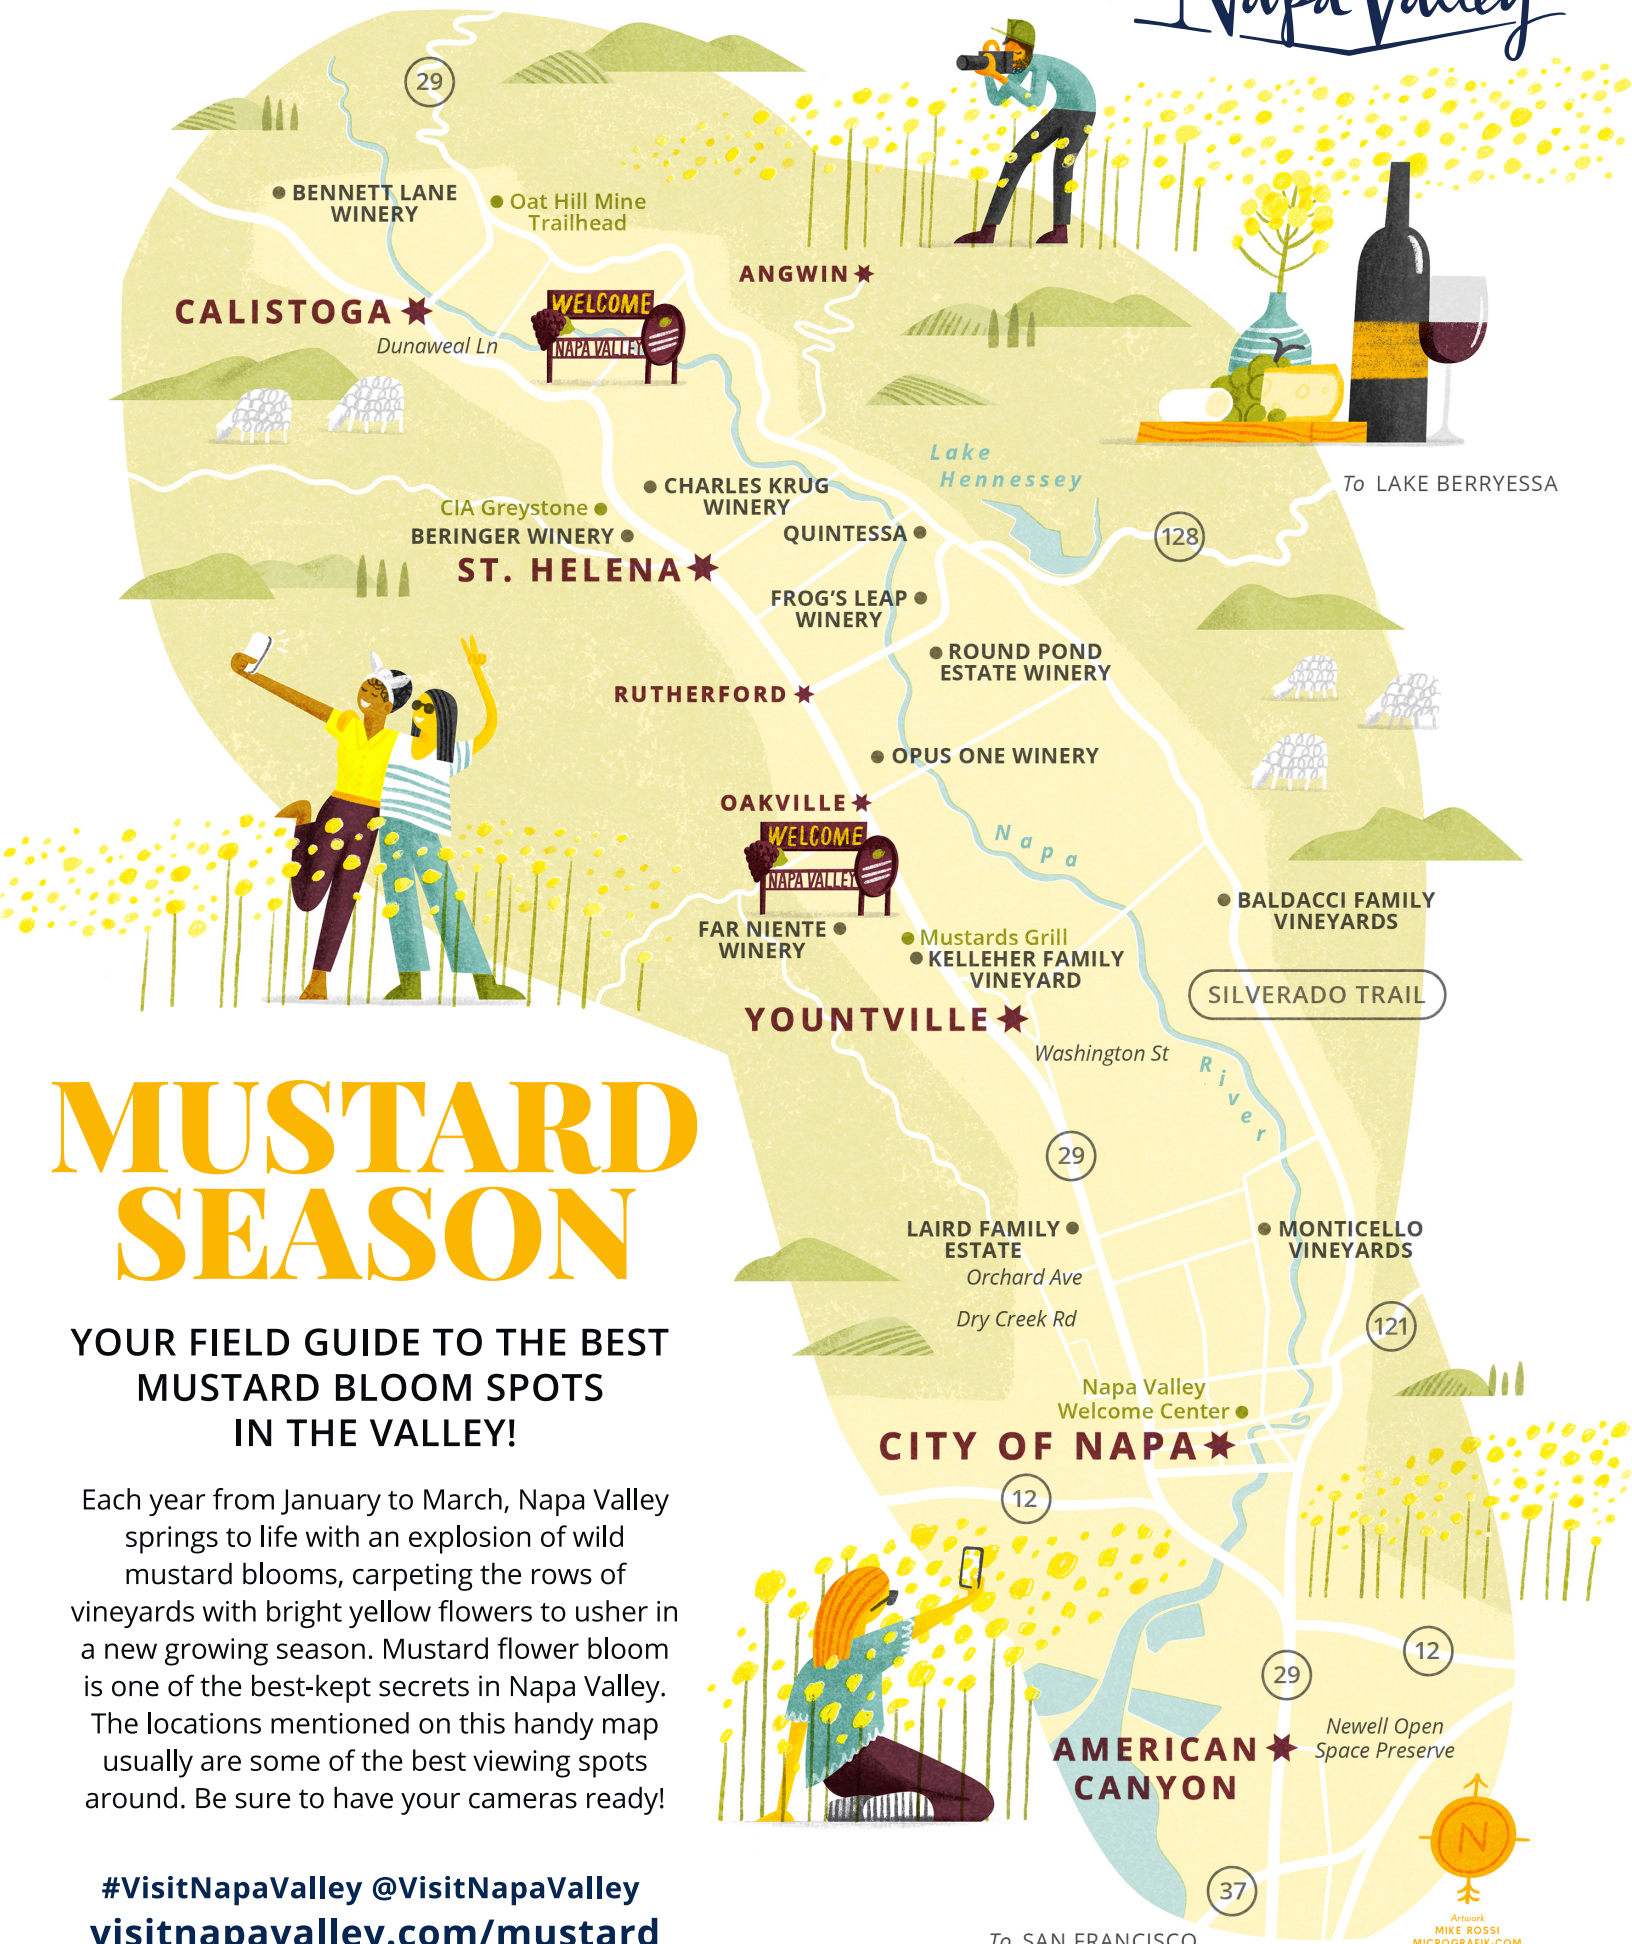 Napa Valley
29
BENNETT LANE
WINERY
Oat Hill Mine
Trailhead
ANGWIN
CALISTOGA
Dunaweal Ln
WELCOME
NAPA VALLEY
Lake
Hennessey
To LAKE BERRYESSA
128
CHARLES KRUG
WINERY
CIA Greystone
BERINGER WINERY
QUINTESSA
ST. HELENA
FROG'S LEAP
WINERY
ROUND POND
ESTATE WINERY
RUTHERFORD
OPUS ONE WINERY
OAKVILLE
WELCOME
NAPA VALLEY
Napa
BALDACCI FAMILY
VINEYARDS
FAR NIENTE
WINERY
Mustards Grill
KELLEHER FAMILY
VINEYARD
SILVERADO TRAIL
YOUNTVILLE
Washington St
River
29
LAIRD FAMILY
ESTATE
Orchard Ave
Dry Creek Rd
MONTICELLO
VINEYARDS
121
Napa Valley
Welcome Center
CITY OF NAPA
12
12
29
Newell Open
Space Preserve
AMERICAN
CANYON
N
37
To SAN FRANCISCO
Artwork
MIKE ROSSI
MICROGRAFIK.COM
MUSTARD
SEASON
YOUR FIELD GUIDE TO THE BEST
MUSTARD BLOOM SPOTS
IN THE VALLEY!
Each year from January to March, Napa Valley
springs to life with an explosion of wild
mustard blooms, carpeting the rows of
vineyards with bright yellow flowers to usher in
a new growing season. Mustard flower bloom
is one of the best-kept secrets in Napa Valley.
The locations mentioned on this handy map
usually are some of the best viewing spots
around. Be sure to have your cameras ready!
#VisitNapaValley @VisitNapaValley
visitnapavalley.com/mustard